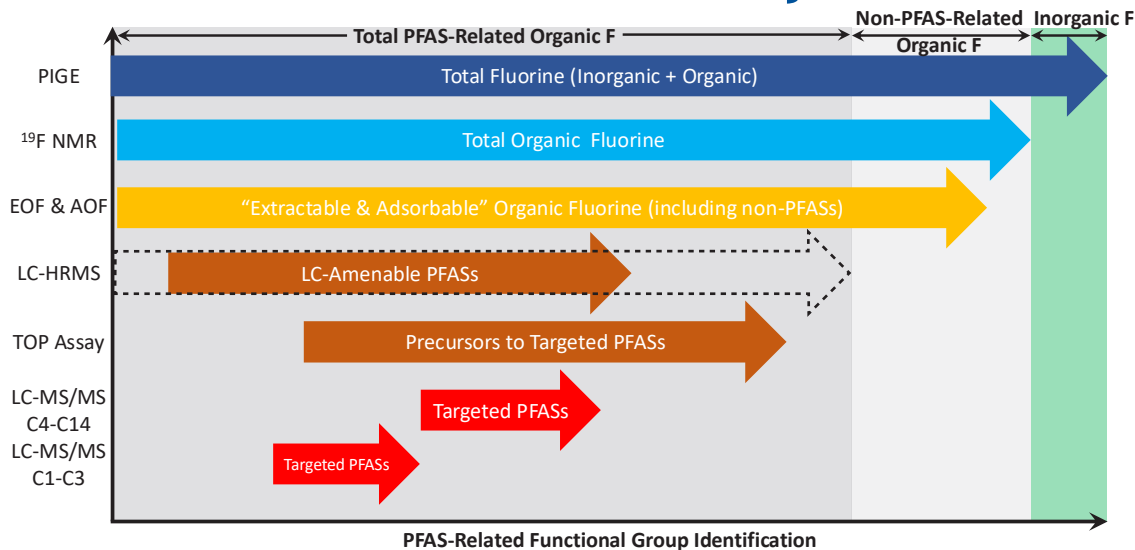 Total PFAS-Related Organic F
Non-PFAS-Related
Organic F
Inorganic F
PIGE
Total Fluorine (Inorganic + Organic)
¹⁹F NMR
Total Organic Fluorine
EOF & AOF
“Extractable & Adsorbable” Organic Fluorine (including non-PFASs)
LC-HRMS
LC-Amenable PFASs
TOP Assay
Precursors to Targeted PFASs
LC-MS/MS
C4-C14
Targeted PFASs
LC-MS/MS
C1-C3
Targeted PFASs
PFAS-Related Functional Group Identification